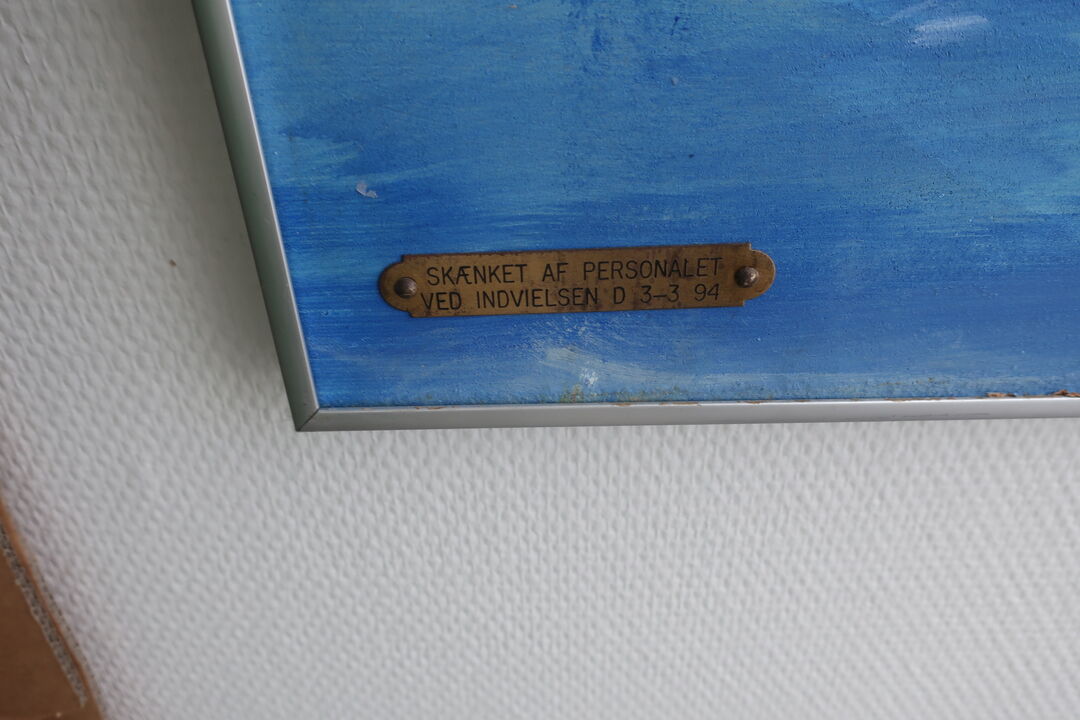 SKÆNKET AF PERSONALET
VED INDVIELSEN D 3-3 94